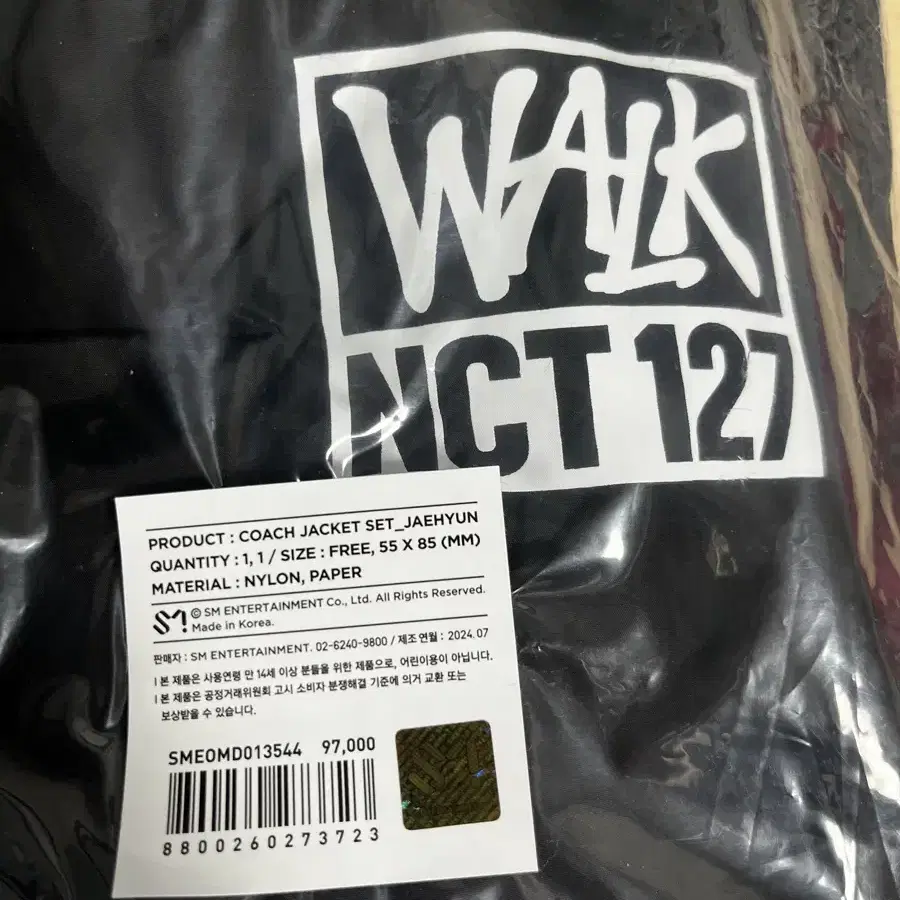 WALK
NCT 127
PRODUCT : COACH JACKET SET_JAEHYUN
QUANTITY : 1, 1 / SIZE : FREE, 55 X 85 (MM)
MATERIAL : NYLON, PAPER
SM
© SM ENTERTAINMENT Co., Ltd. All Rights Reserved.
Made in Korea.
판매자 : SM ENTERTAINMENT. 02-6240-9800 / 제조 연월 : 2024.07
| 본 제품은 사용연령 만 14세 이상 분들을 위한 제품으로, 어린이용이 아닙니다.
| 본 제품은 공정거래위원회 고시 소비자 분쟁해결 기준에 의거 교환 또는
보상받을 수 있습니다.
SMEOMD013544 97,000
8800260273723